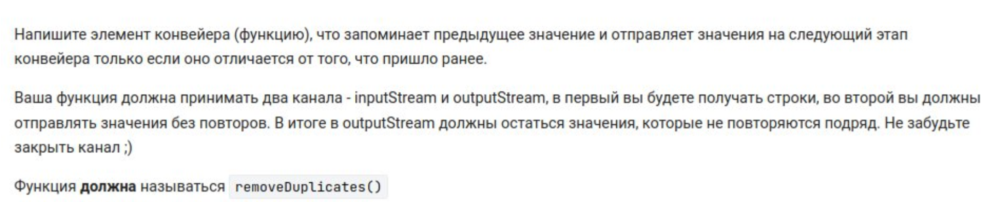 Напишите элемент конвейера (функцию), что запоминает предыдущее значение и отправляет значения на следующий этап
конвейера только если оно отличается от того, что пришло ранее.
Ваша функция должна принимать два канала - inputStream и outputStream, в первый вы будете получать строки, во второй вы должны
отправлять значения без повторов. В итоге в outputStream должны остаться значения, которые не повторяются подряд. Не забудьте
закрыть канал ;)
Функция должна называться removeDuplicates()